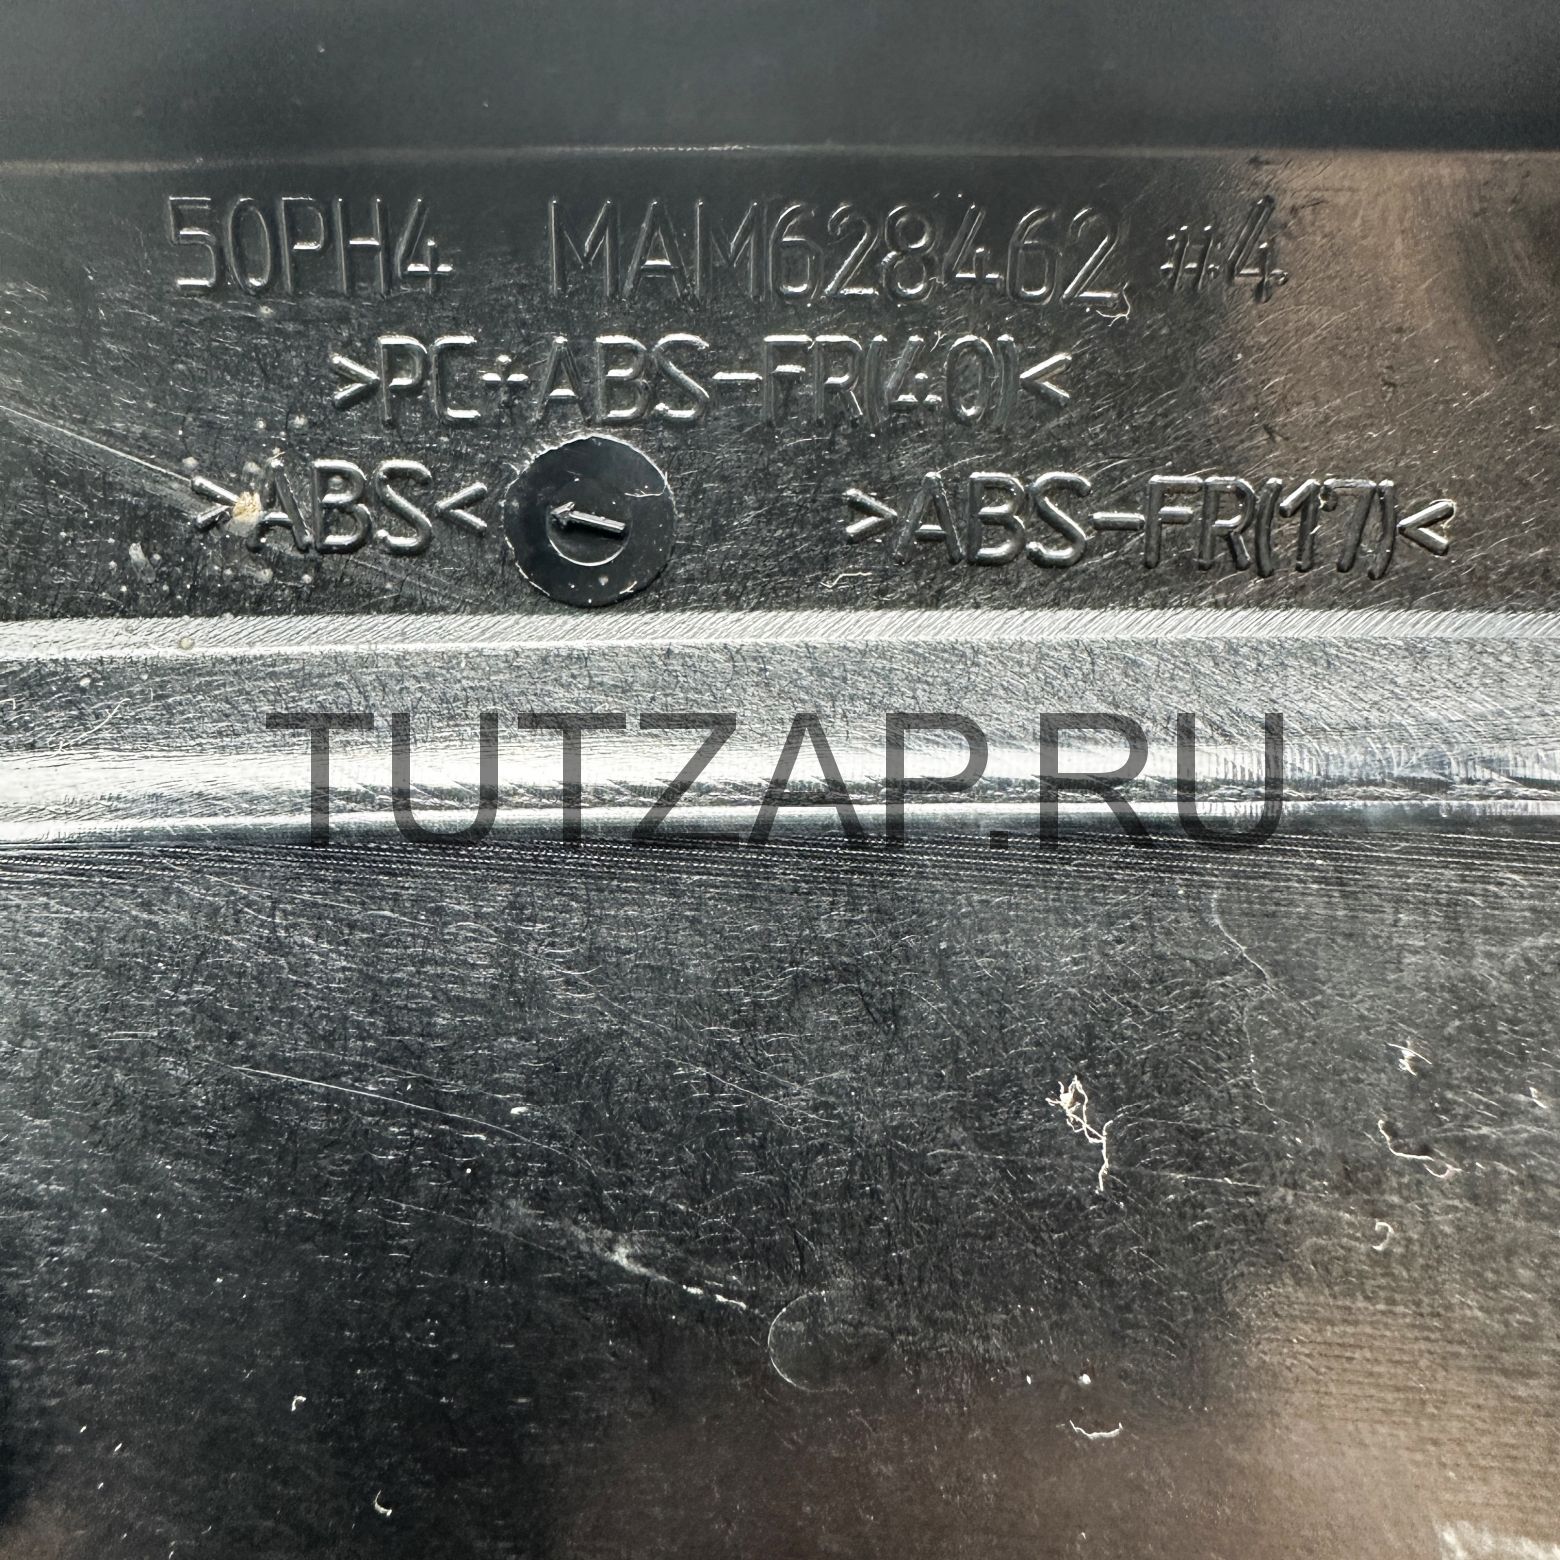 50PH4 MAM628462 #4
>PC+ABS-FR(40)<
>ABS< >ABS-FR(17)<
TUTZAP.RU